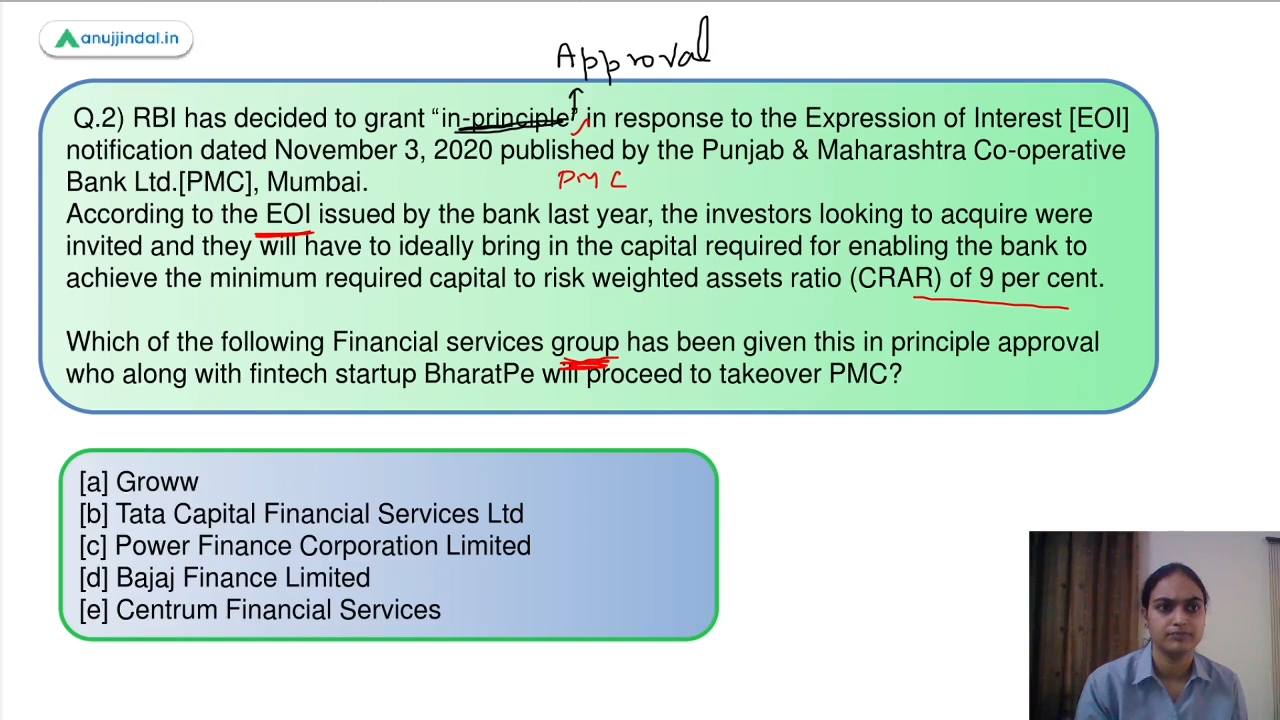 anujjindal.in
Approval
Q.2) RBI has decided to grant “in-principle” in response to the Expression of Interest [EOI]
notification dated November 3, 2020 published by the Punjab & Maharashtra Co-operative
Bank Ltd.[PMC], Mumbai.
PMC
According to the EOI issued by the bank last year, the investors looking to acquire were
invited and they will have to ideally bring in the capital required for enabling the bank to
achieve the minimum required capital to risk weighted assets ratio (CRAR) of 9 per cent.
Which of the following Financial services group has been given this in principle approval
who along with fintech startup BharatPe will proceed to takeover PMC?
[a] Groww
[b] Tata Capital Financial Services Ltd
[c] Power Finance Corporation Limited
[d] Bajaj Finance Limited
[e] Centrum Financial Services